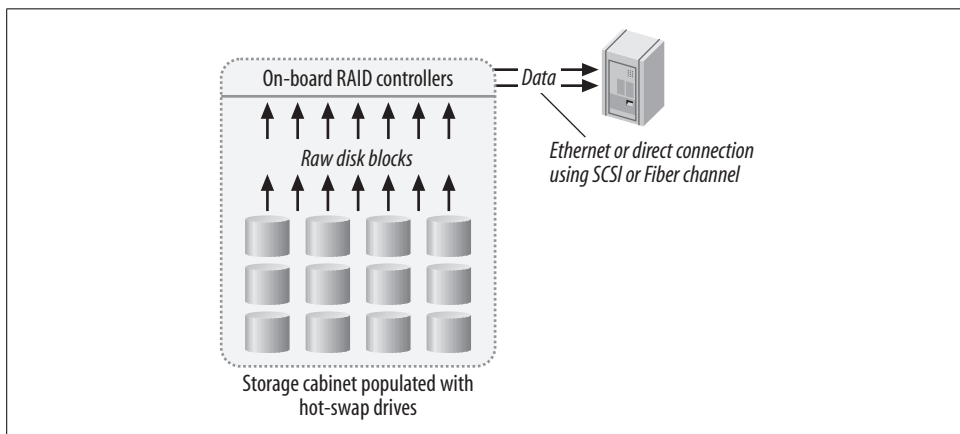 On-board RAID controllers
Data
Raw disk blocks
Ethernet or direct connection
using SCSI or Fiber channel
Storage cabinet populated with
hot-swap drives